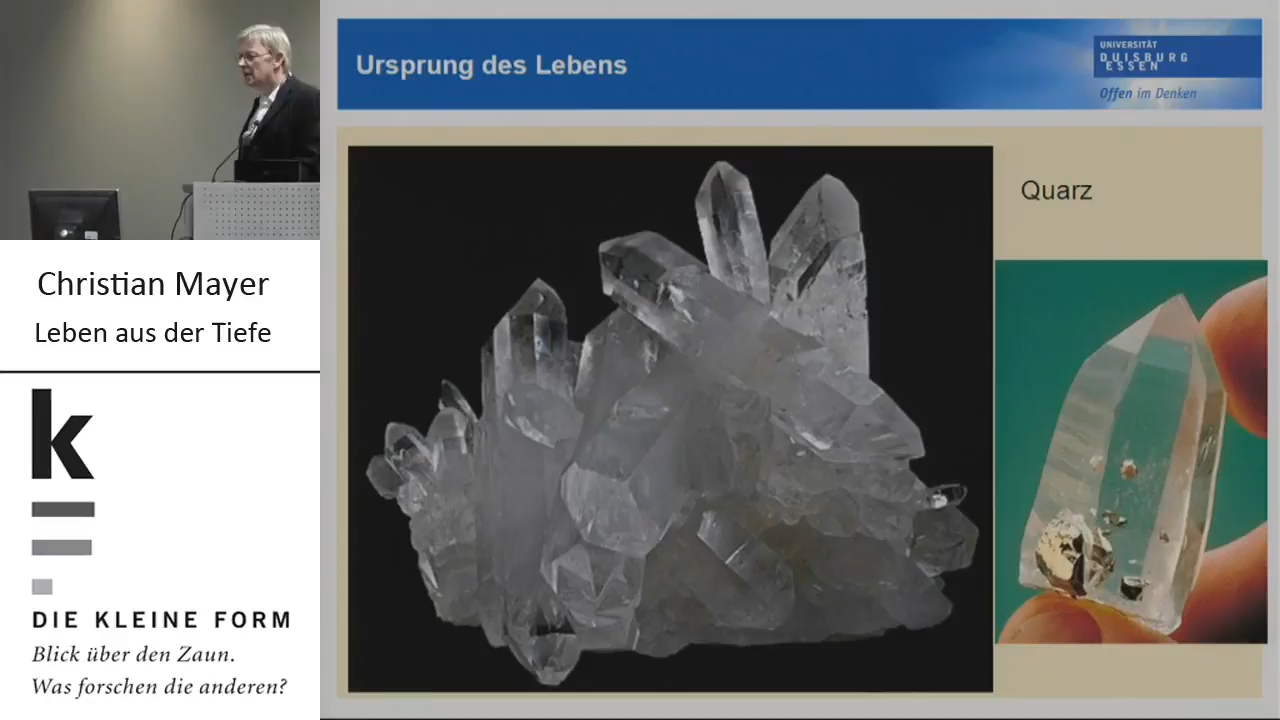 Christian Mayer
Leben aus der Tiefe
k
DIE KLEINE FORM
Blick über den Zaun.
Was forschen die anderen?
Ursprung des Lebens
UNIVERSITÄT
DUISBURG
ESSEN
Offen im Denken
Quarz